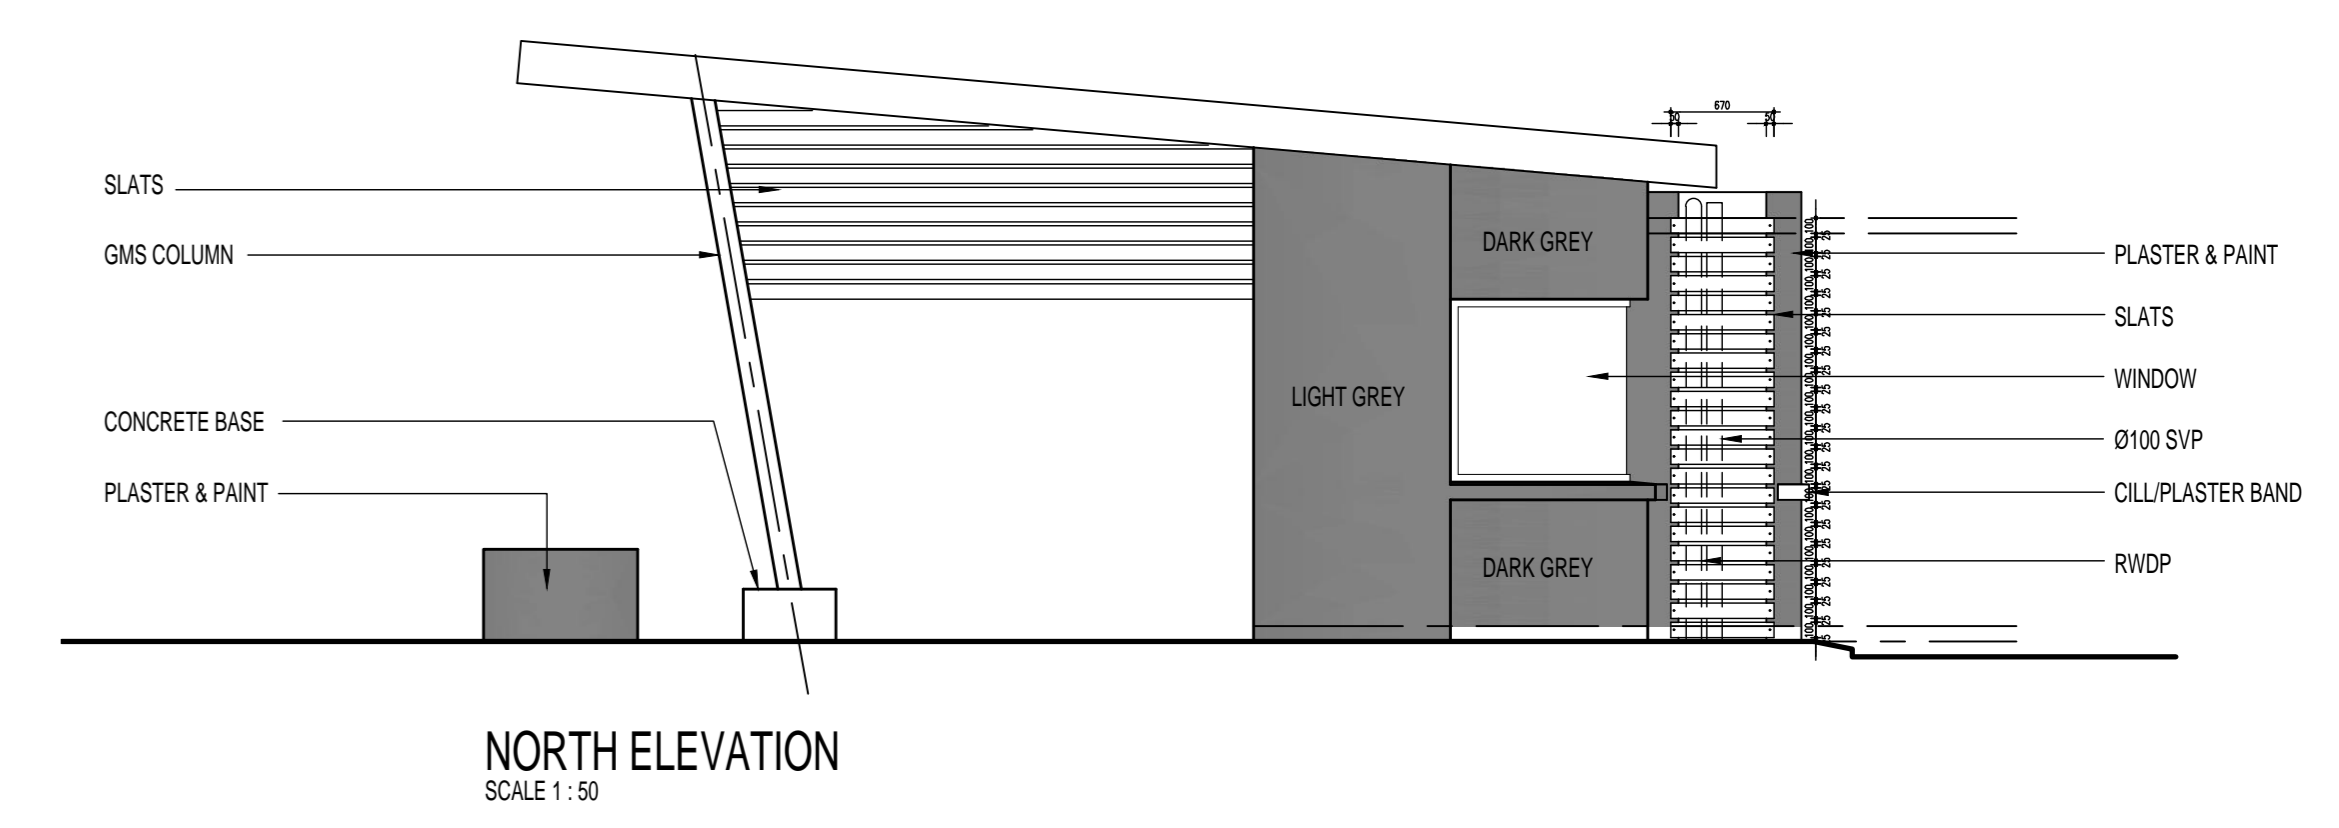 670
50
50
SLATS
GMS COLUMN
CONCRETE BASE
PLASTER & PAINT
DARK GREY
LIGHT GREY
DARK GREY
PLASTER & PAINT
SLATS
WINDOW
Ø100 SVP
CILL/PLASTER BAND
RWDP
NORTH ELEVATION
SCALE 1 : 50